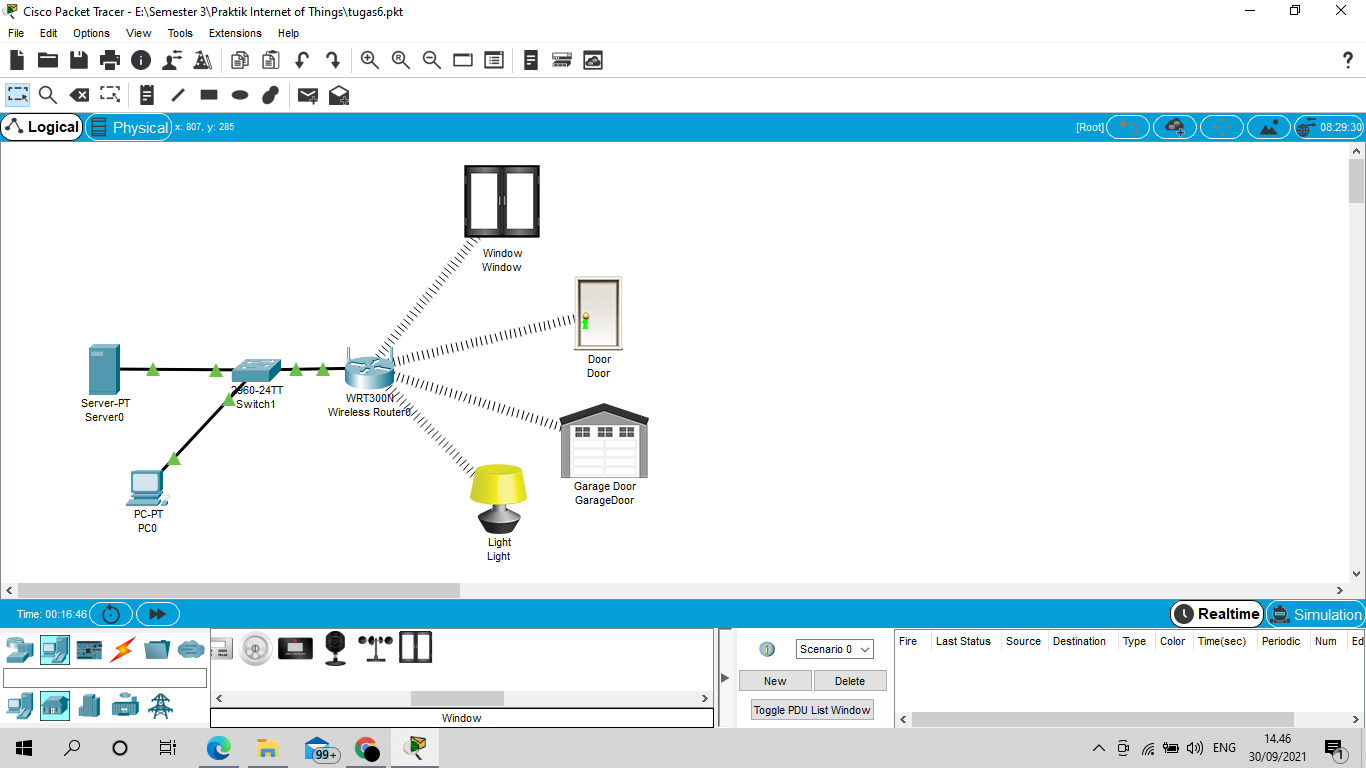 Cisco Packet Tracer - E:\Semester 3\Praktik Internet of Things\tugas6.pkt
File Edit Options View Tools Extensions Help
R
?
Logical Physical x: 807, y: 285 [Root] 08:29:30
Window
Window
Door
Door
Server-PT
Server0
2960-24TT
Switch1
WRT300N
Wireless Router0
Garage Door
GarageDoor
PC-PT
PC0
Light
Light
Time: 00:16:46 Realtime Simulation
Scenario 0
New Delete
Toggle PDU List Window
Fire Last Status Source Destination Type Color Time(sec) Periodic Num Ed
Window
99+
ENG
14.46
30/09/2021
1